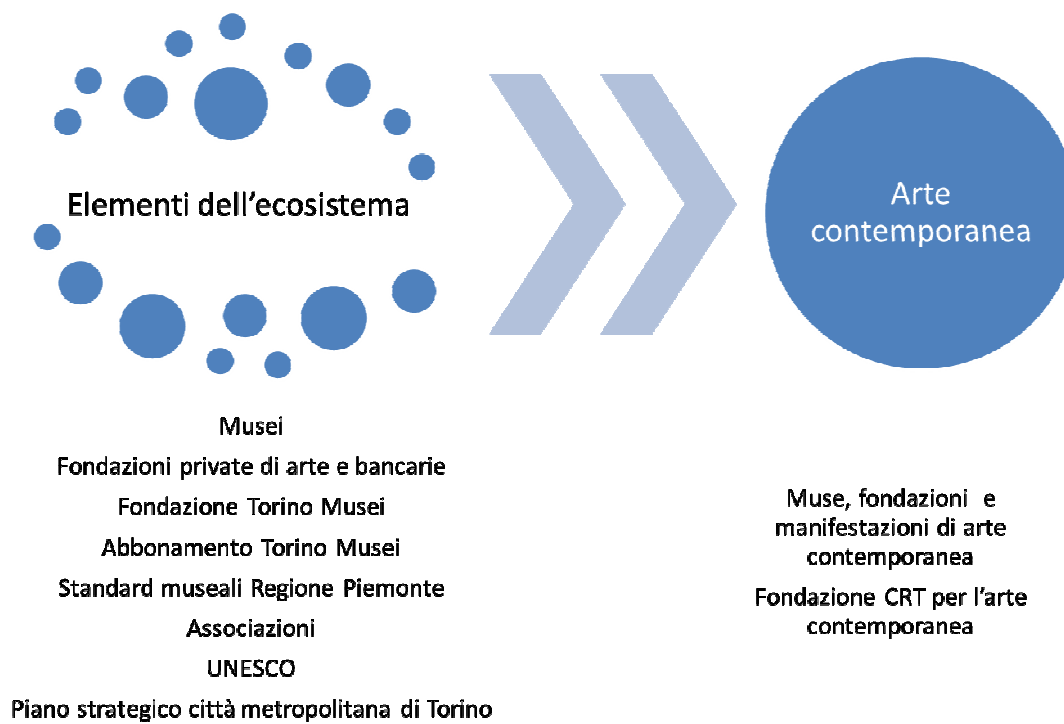 Elementi dell'ecosistema
Musei
Fondazioni private di arte e bancarie
Fondazione Torino Musei
Abbonamento Torino Musei
Standard museali Regione Piemonte
Associazioni
UNESCO
Piano strategico città metropolitana di Torino
Arte
contemporanea
Muse, fondazioni e
manifestazioni di arte
contemporanea
Fondazione CRT per l'arte
contemporanea